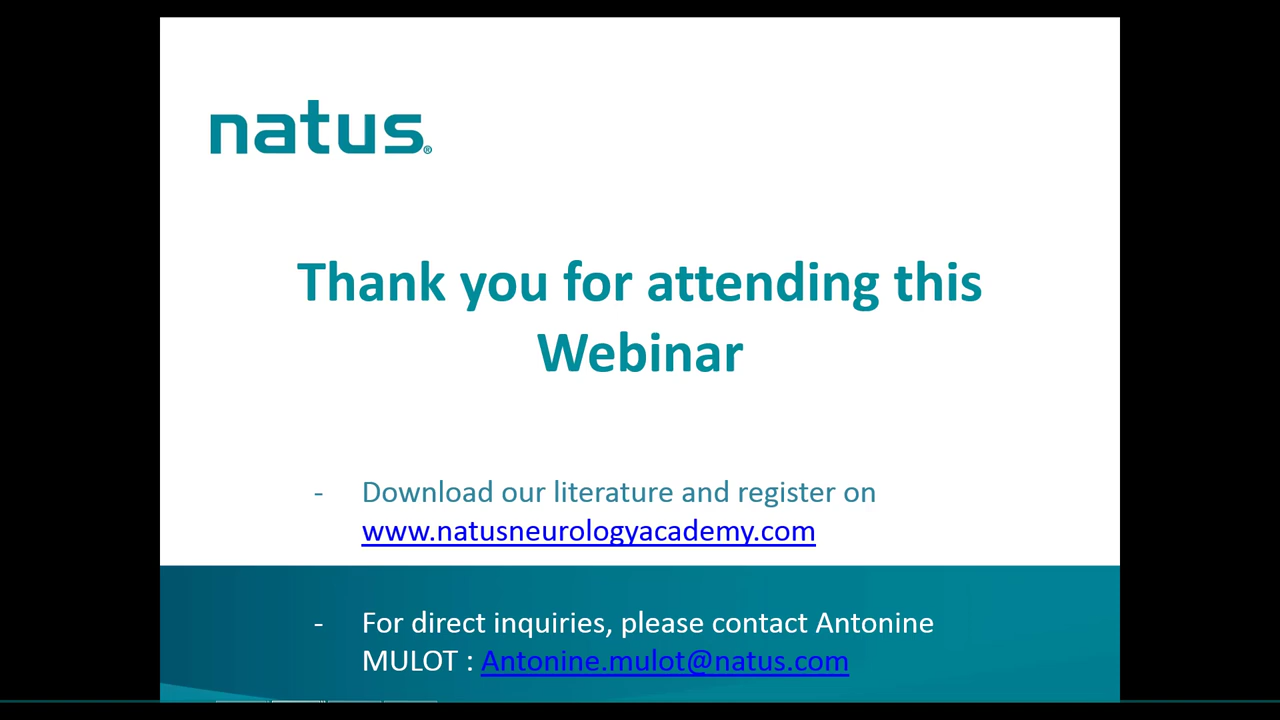 natus®
Thank you for attending this
Webinar
- Download our literature and register on
www.natusneurologyacademy.com
- For direct inquiries, please contact Antonine
MULOT : Antonine.mulot@natus.com